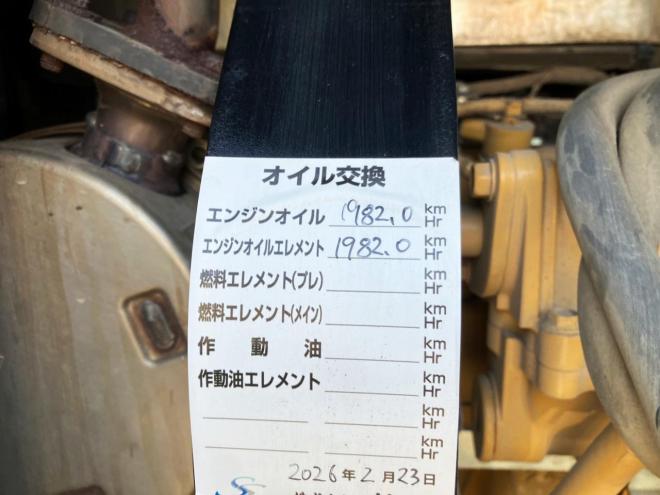 オイル交換
エンジンオイル 1982.0 km Hr
エンジンオイルエレメント 1982.0 km Hr
燃料エレメント(プレ) km Hr
燃料エレメント(メイン) km Hr
作動油 km Hr
作動油エレメント km Hr
km Hr
km Hr
2026年2月23日